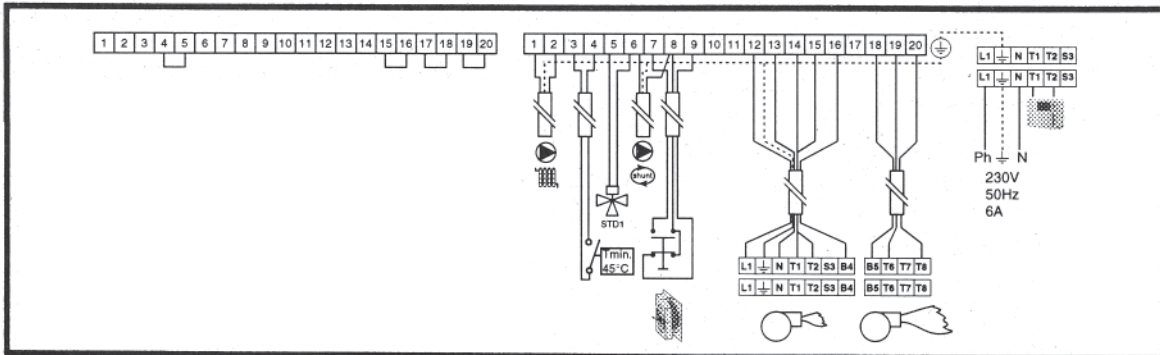 1 2 3 4 5 6 7 8 9 10 11 12 13 14 15 16 17 18 19 20
1 2 3 4 5 6 7 8 9 10 11 12 13 14 15 16 17 18 19 20
L1 N T1 T2 S3
L1 N T1 T2 S3
Ph N
230V
50Hz
6A
shunt
STD1
Tmin.
45°C
L1 N T1 T2 S3 B4
L1 N T1 T2 S3 B4
B5 T6 T7 T8
B5 T6 T7 T8